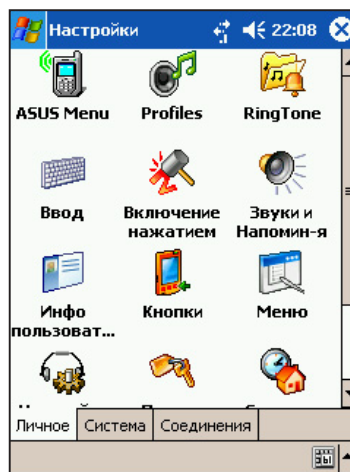 Настройки 22:08
ASUS Menu Profiles RingTone
Ввод Включение нажатием Звуки и Напомин-я
Инфо пользоват... Кнопки Меню
Личное Система Соединения